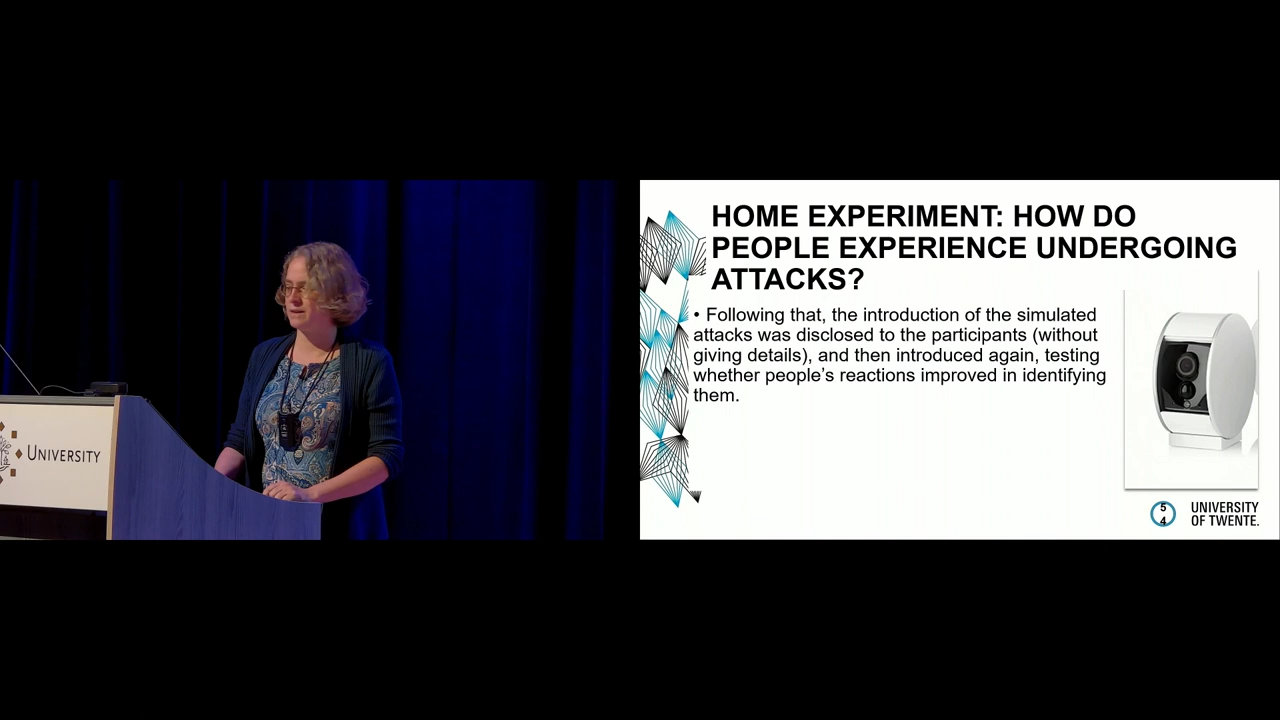 UNIVERSITY
HOME EXPERIMENT: HOW DO
PEOPLE EXPERIENCE UNDERGOING
ATTACKS?
• Following that, the introduction of the simulated
attacks was disclosed to the participants (without
giving details), and then introduced again, testing
whether people's reactions improved in identifying
them.
5
4
UNIVERSITY
OF TWENTE.